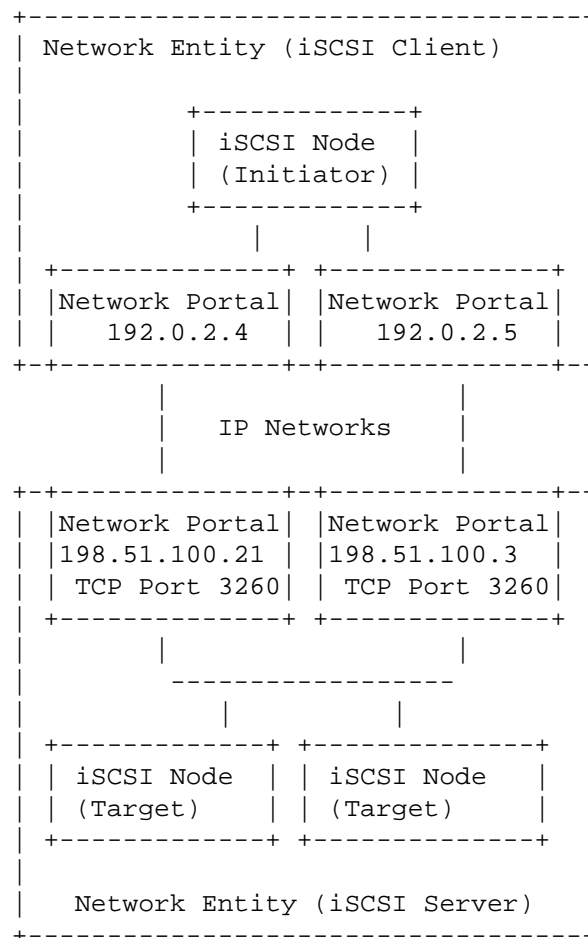 Network Entity (iSCSI Client)
iSCSI Node
(Initiator)
Network Portal Network Portal
192.0.2.4 192.0.2.5
IP Networks
Network Portal Network Portal
198.51.100.21 198.51.100.3
TCP Port 3260 TCP Port 3260
iSCSI Node iSCSI Node
(Target) (Target)
Network Entity (iSCSI Server)